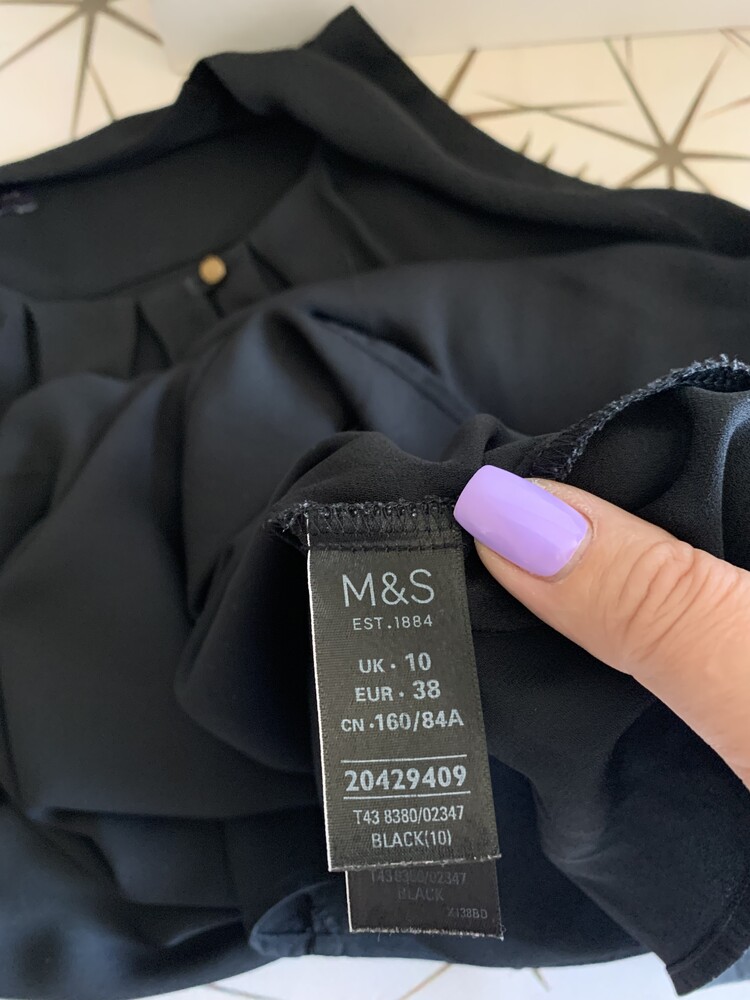 M&S
EST.1884
UK · 10
EUR · 38
CN ·160/84A
20429409
T43 8380/02347
BLACK(10)
T43 8380/02347
BLACK
X138BD